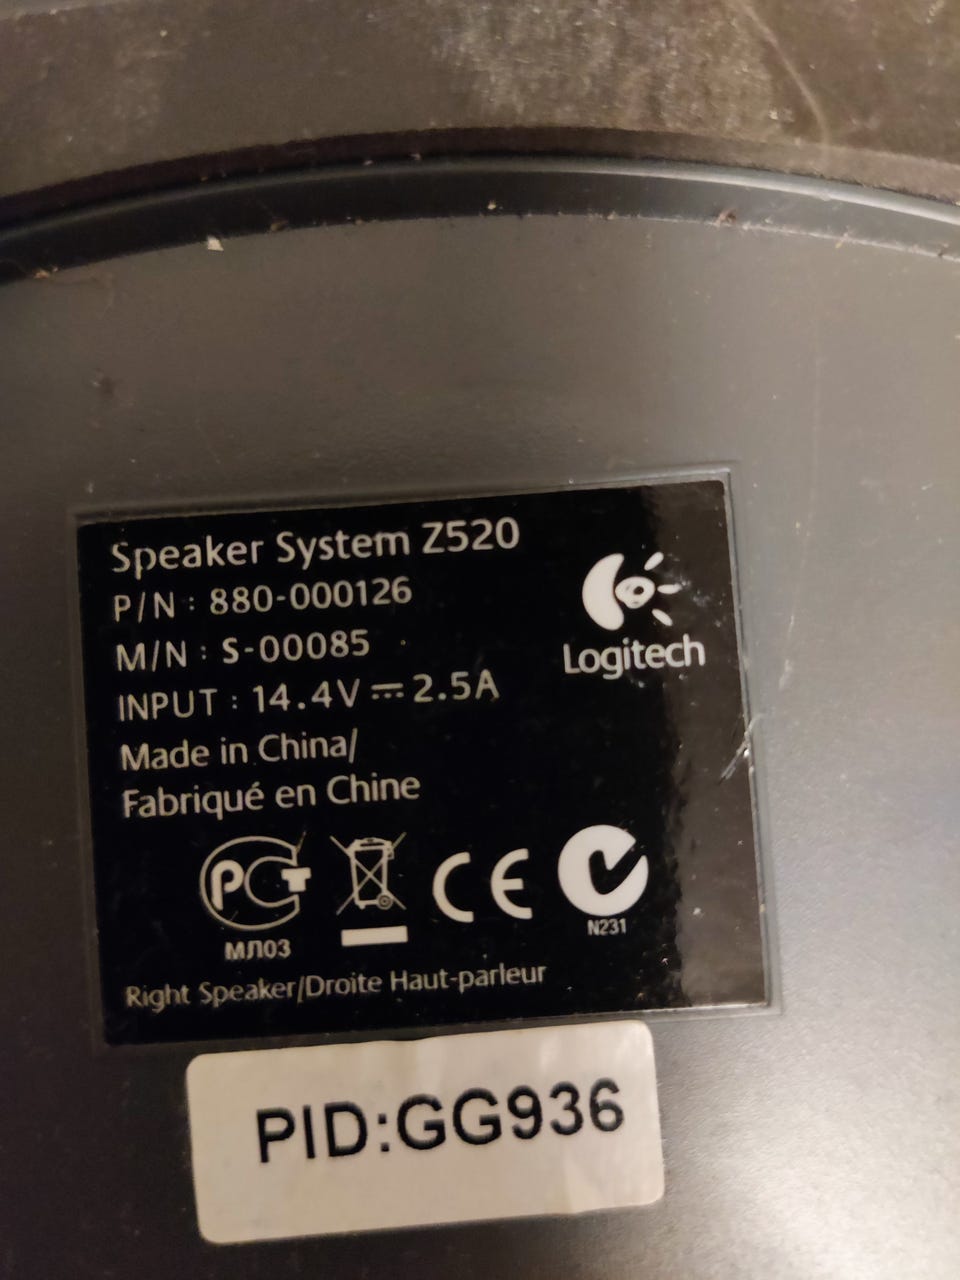 Speaker System Z520
P/N : 880-000126
M/N : S-00085
INPUT : 14.4V ⎓ 2.5A
Made in China/
Fabriqué en Chine
Logitech
РСТ
МЛ03
CE
N231
Right Speaker/Droite Haut-parleur
PID:GG936